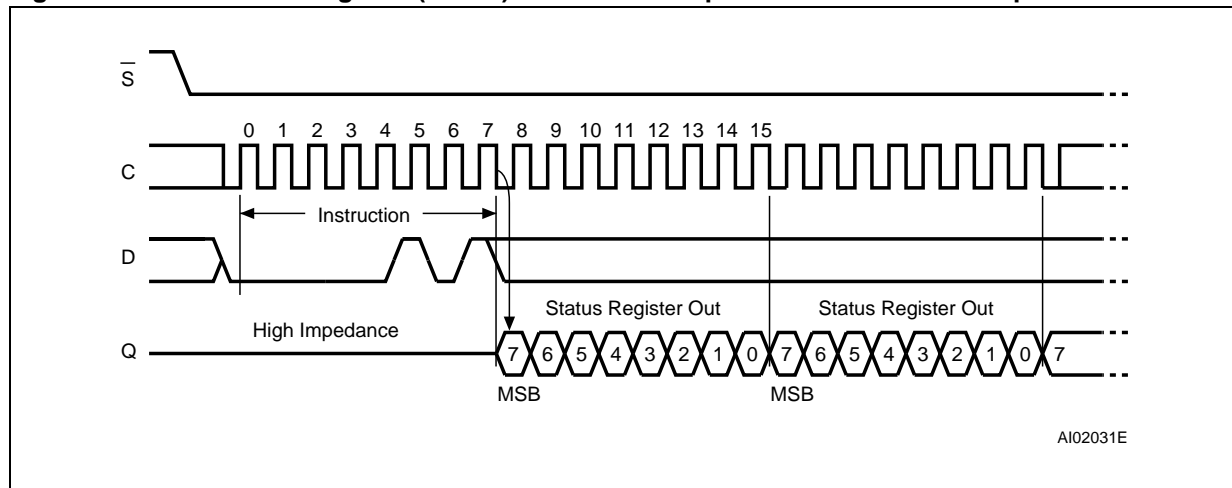 S
0 1 2 3 4 5 6 7 8 9 10 11 12 13 14 15
C
Instruction
D
Status Register Out Status Register Out
High Impedance
Q 7 6 5 4 3 2 1 0 7 6 5 4 3 2 1 0 7
MSB MSB
AI02031E